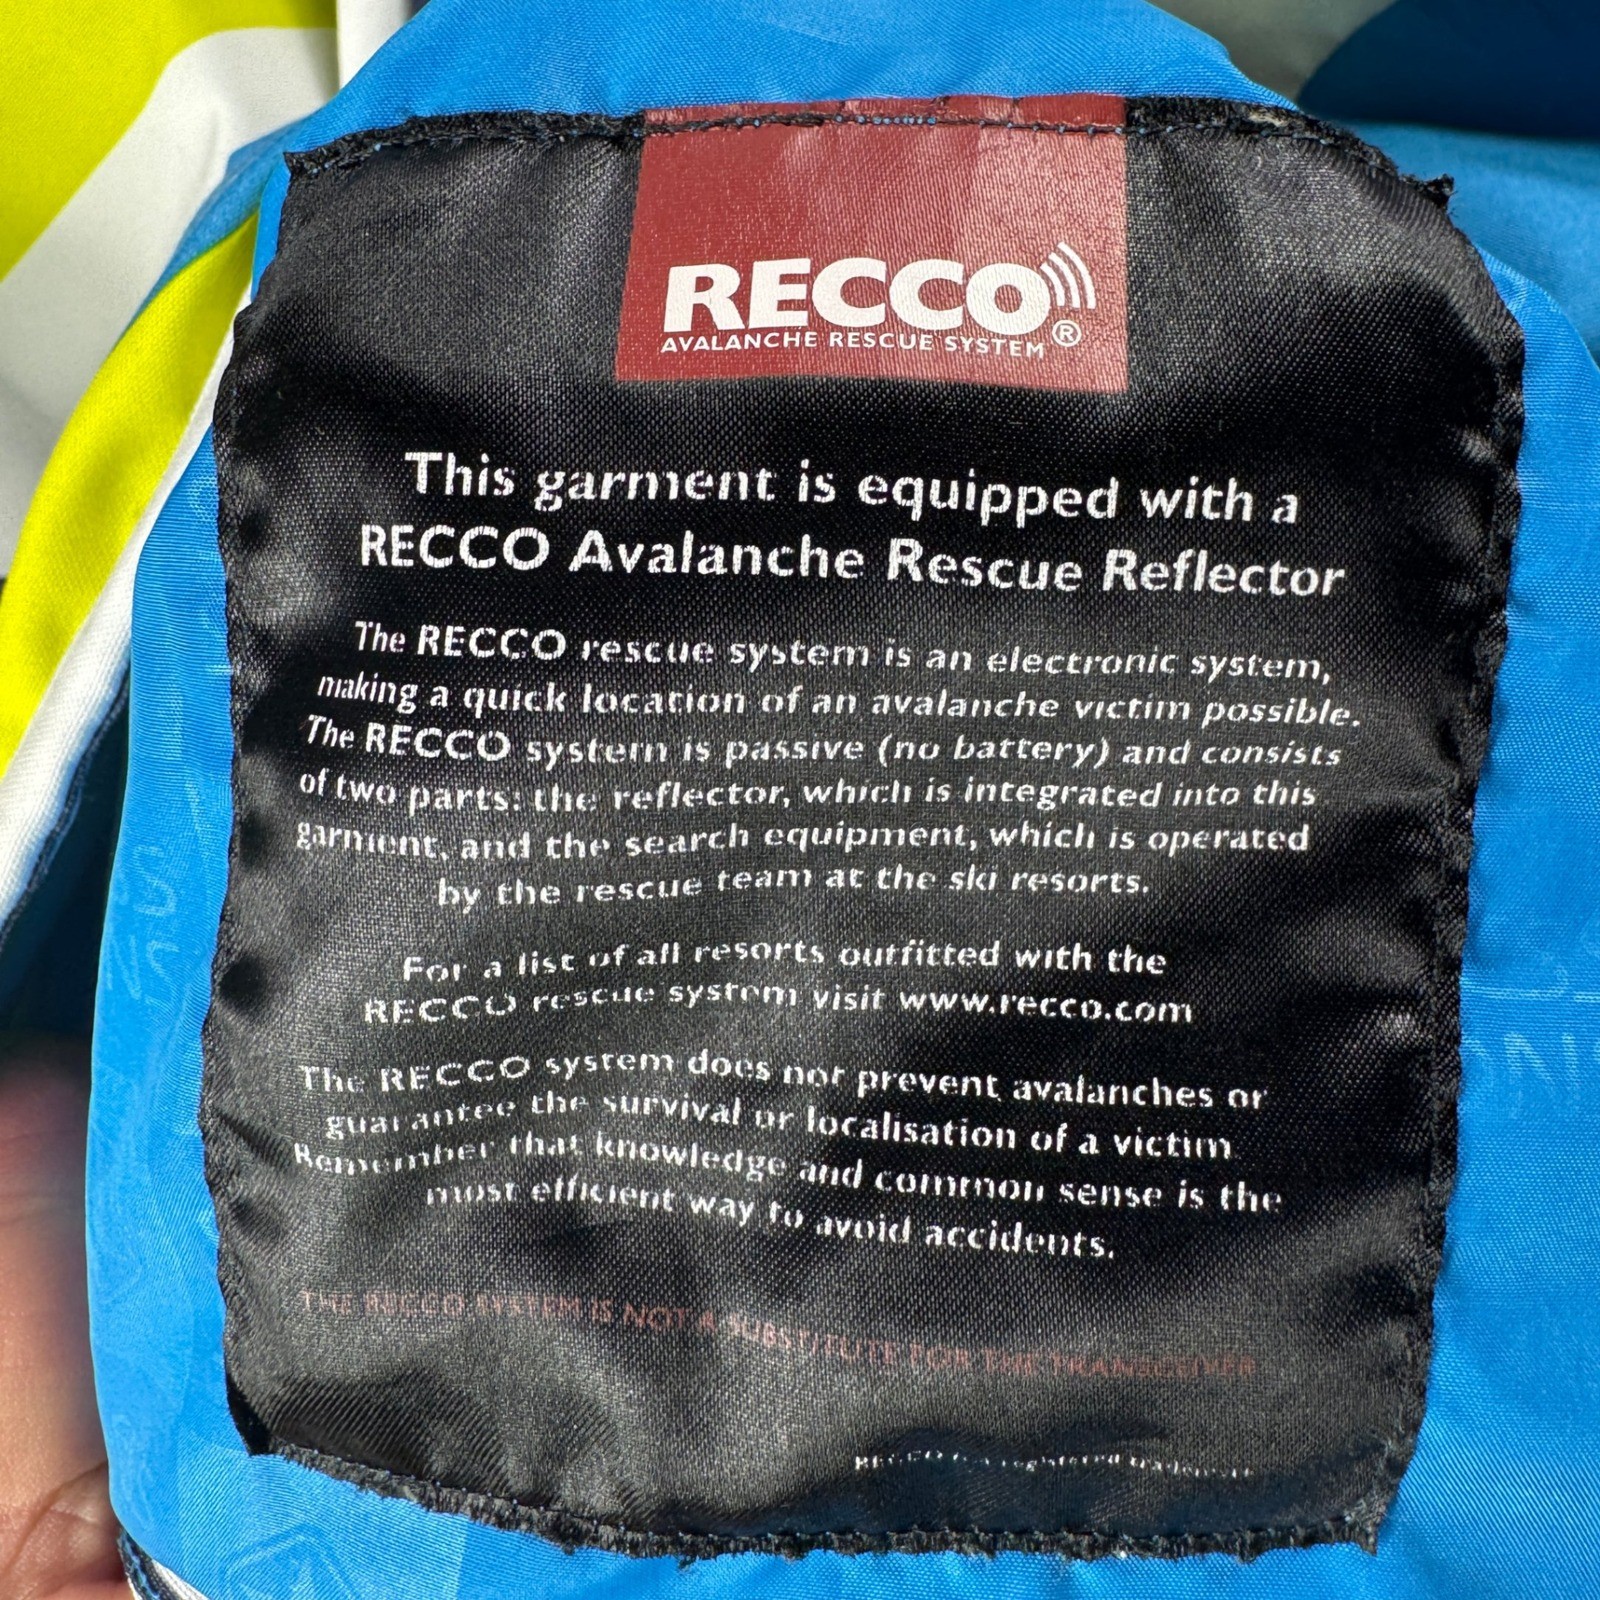 RECCO®
AVALANCHE RESCUE SYSTEM
This garment is equipped with a
RECCO Avalanche Rescue Reflector
The RECCO rescue system is an electronic system,
making a quick location of an avalanche victim possible.
The RECCO system is passive (no battery) and consists
of two parts: the reflector, which is integrated into this
garment, and the search equipment, which is operated
by the rescue team at the ski resorts.
For a list of all resorts outfitted with the
RECCO rescue system visit www.recco.com
The RECCO system does not prevent avalanches or
guarantee the survival or localisation of a victim
Remember that knowledge and common sense is the
most efficient way to avoid accidents.
THE RECCO SYSTEM IS NOT A SUBSTITUTE FOR THE TRANSCEIVER
RECCO is a registered trademark